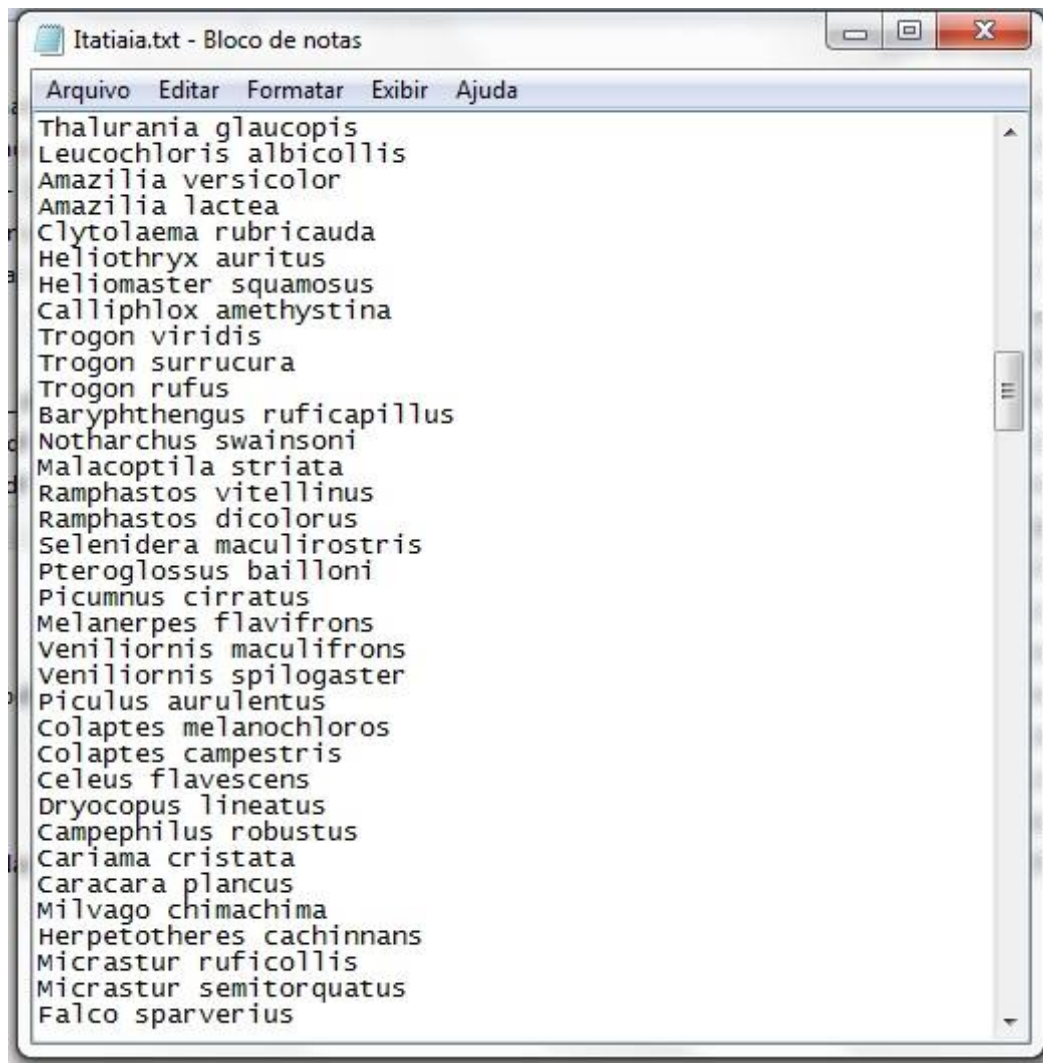 Itatiaia.txt - Bloco de notas
Arquivo Editar Formatar Exibir Ajuda
Thalurania glaucopis
Leucochloris albicollis
Amazilia versicolor
Amazilia lactea
Clytolaema rubricauda
Heliothryx auritus
Heliomaster squamosus
Calliphlox amethystina
Trogon viridis
Trogon surrucura
Trogon rufus
Baryphthengus ruficapillus
Notharchus swainsoni
Malacoptila striata
Ramphastos vitellinus
Ramphastos dicolorus
Selenidera maculirostris
Pteroglossus bailloni
Picumnus cirratus
Melanerpes flavifrons
Veniliornis maculifrons
Veniliornis spilogaster
Piculus aurulentus
Colaptes melanochloros
Colaptes campestris
Celeus flavescens
Dryocopus lineatus
Campephilus robustus
Cariama cristata
Caracara plancus
Milvago chimachima
Herpetotheres cachinnans
Micrastur ruficollis
Micrastur semitorquatus
Falco sparverius